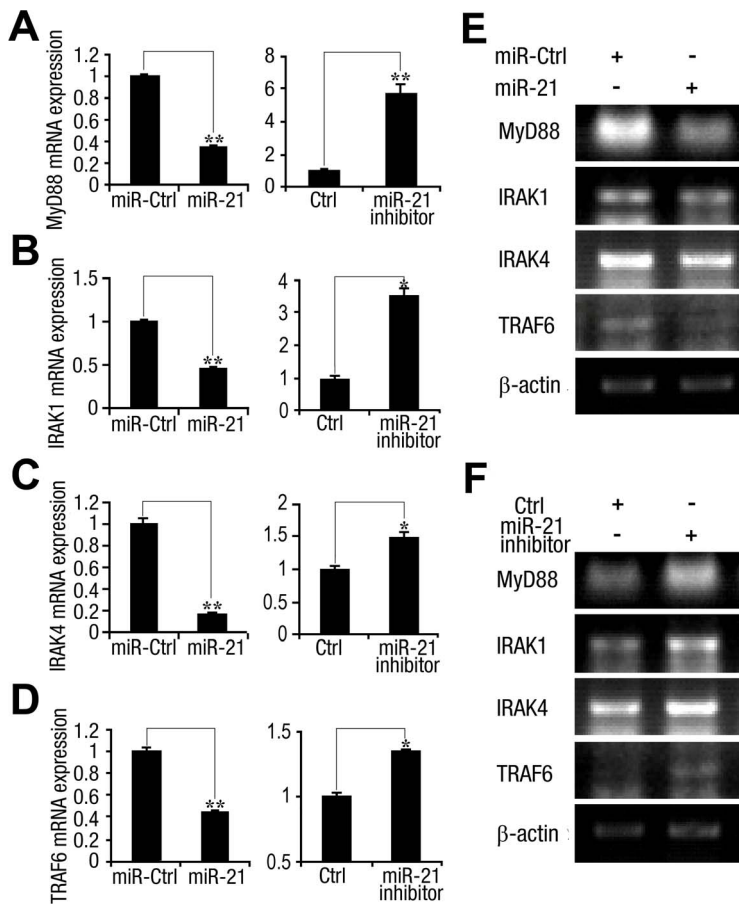 A
MyD88 mRNA expression
1.2
1
0.8
0.6
0.4
0.2
0
**
miR-Ctrl miR-21
8
6
4
2
0
**
Ctrl miR-21
inhibitor
B
IRAK1 mRNA expression
1.5
1
0.5
0
**
miR-Ctrl miR-21
4
3
2
1
0
*
Ctrl miR-21
inhibitor
C
IRAK4 mRNA expression
1.2
1
0.8
0.6
0.4
0.2
0
**
miR-Ctrl miR-21
2
1.5
1
0.5
0
*
Ctrl miR-21
inhibitor
D
TRAF6 mRNA expression
1.2
1
0.8
0.6
0.4
0.2
0
**
miR-Ctrl miR-21
1.5
1
0.5
*
Ctrl miR-21
inhibitor
E
miR-Ctrl + -
miR-21 - +
MyD88
IRAK1
IRAK4
TRAF6
β-actin
F
Ctrl + -
miR-21
inhibitor - +
MyD88
IRAK1
IRAK4
TRAF6
β-actin